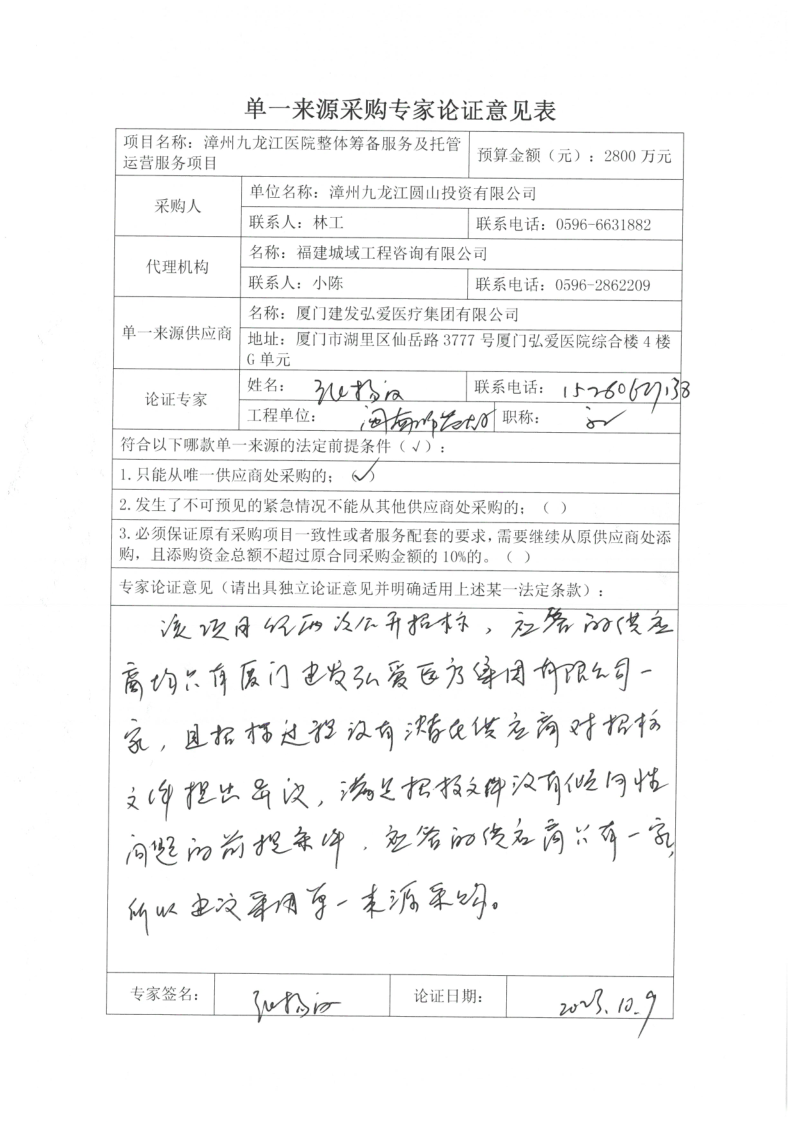 单一来源采购专家论证意见表
项目名称：漳州九龙江医院整体筹备服务及托管
运营服务项目
预算金额（元）：2800 万元
采购人
单位名称：漳州九龙江圆山投资有限公司
联系人：林工
联系电话：0596-6631882
代理机构
名称：福建城域工程咨询有限公司
联系人：小陈
联系电话：0596-2862209
单一来源供应商
名称：厦门建发弘爱医疗集团有限公司
地址：厦门市湖里区仙岳路 3777 号厦门弘爱医院综合楼 4 楼
G 单元
论证专家
姓名：
联系电话：
工程单位：闽南师范大学
职称：
符合以下哪款单一来源的法定前提条件（√）：
1.只能从唯一供应商处采购的；（√）
2.发生了不可预见的紧急情况不能从其他供应商处采购的；（ ）
3.必须保证原有采购项目一致性或者服务配套的要求，需要继续从原供应商处添
购，且添购资金总额不超过原合同采购金额的 10%的。（ ）
专家论证意见（请出具独立论证意见并明确适用上述某一法定条款）：
该项目经两次公开招标，应答的供应
商均只有厦门建发弘爱医疗集团有限公司一
家，且招标过程没有潜在供应商对招标
文件提出异议，满足招投文件没有倾向性
问题的前提条件，应答的供应商只有一家，
所以建议采用单一来源采购。
专家签名：
论证日期：
2023.10.9